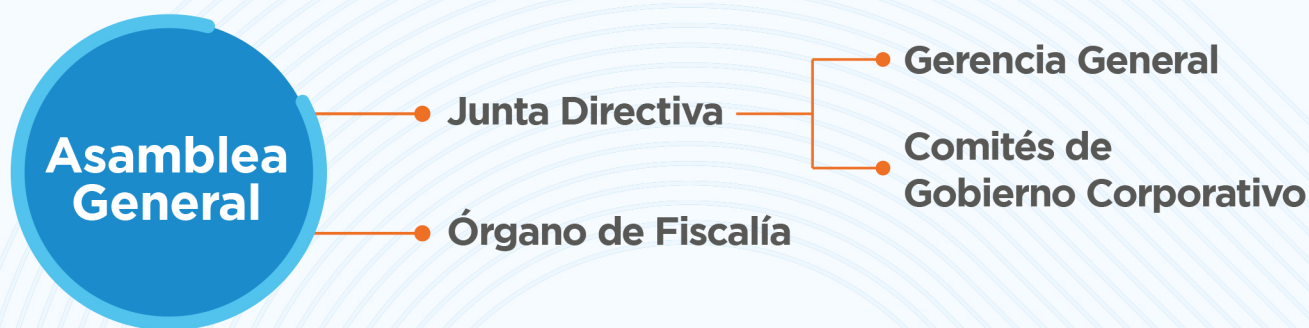 Asamblea
General
Junta Directiva
Órgano de Fiscalía
Gerencia General
Comités de
Gobierno Corporativo